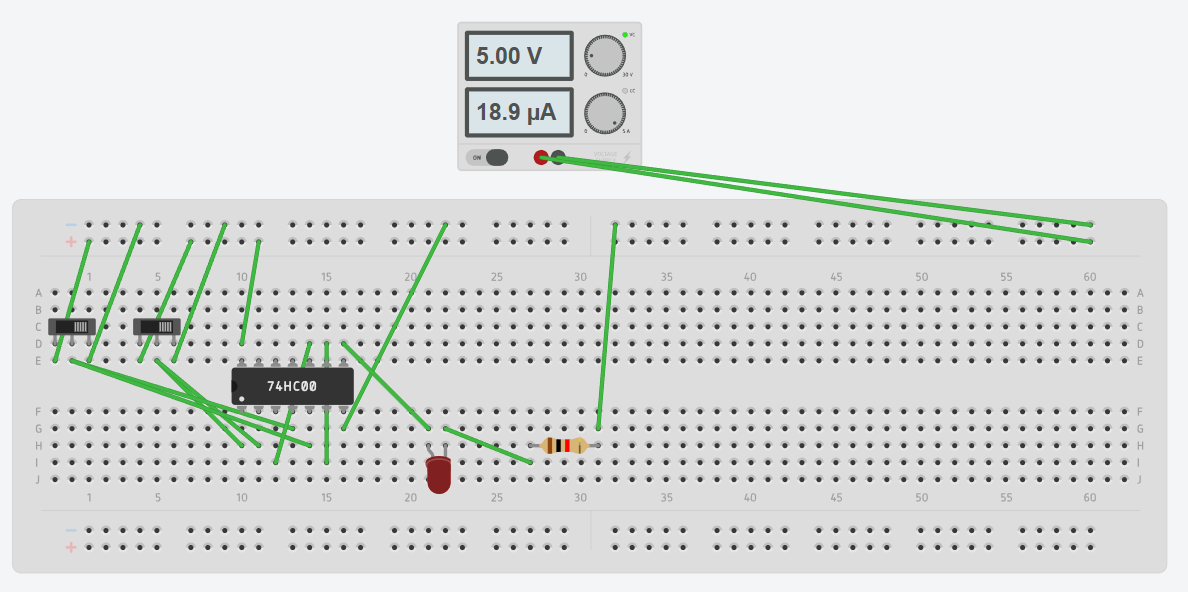 5.00 V
0 30 V
18.9 µA
0 5 A
ON
VOLTAGE
−
+
1 5 10 15 20 25 30 35 40 45 50 55 60
A A
B B
C C
D D
E E
74HC00
F F
G G
H H
I I
J J
1 5 10 15 20 25 30 35 40 45 50 55 60
−
+